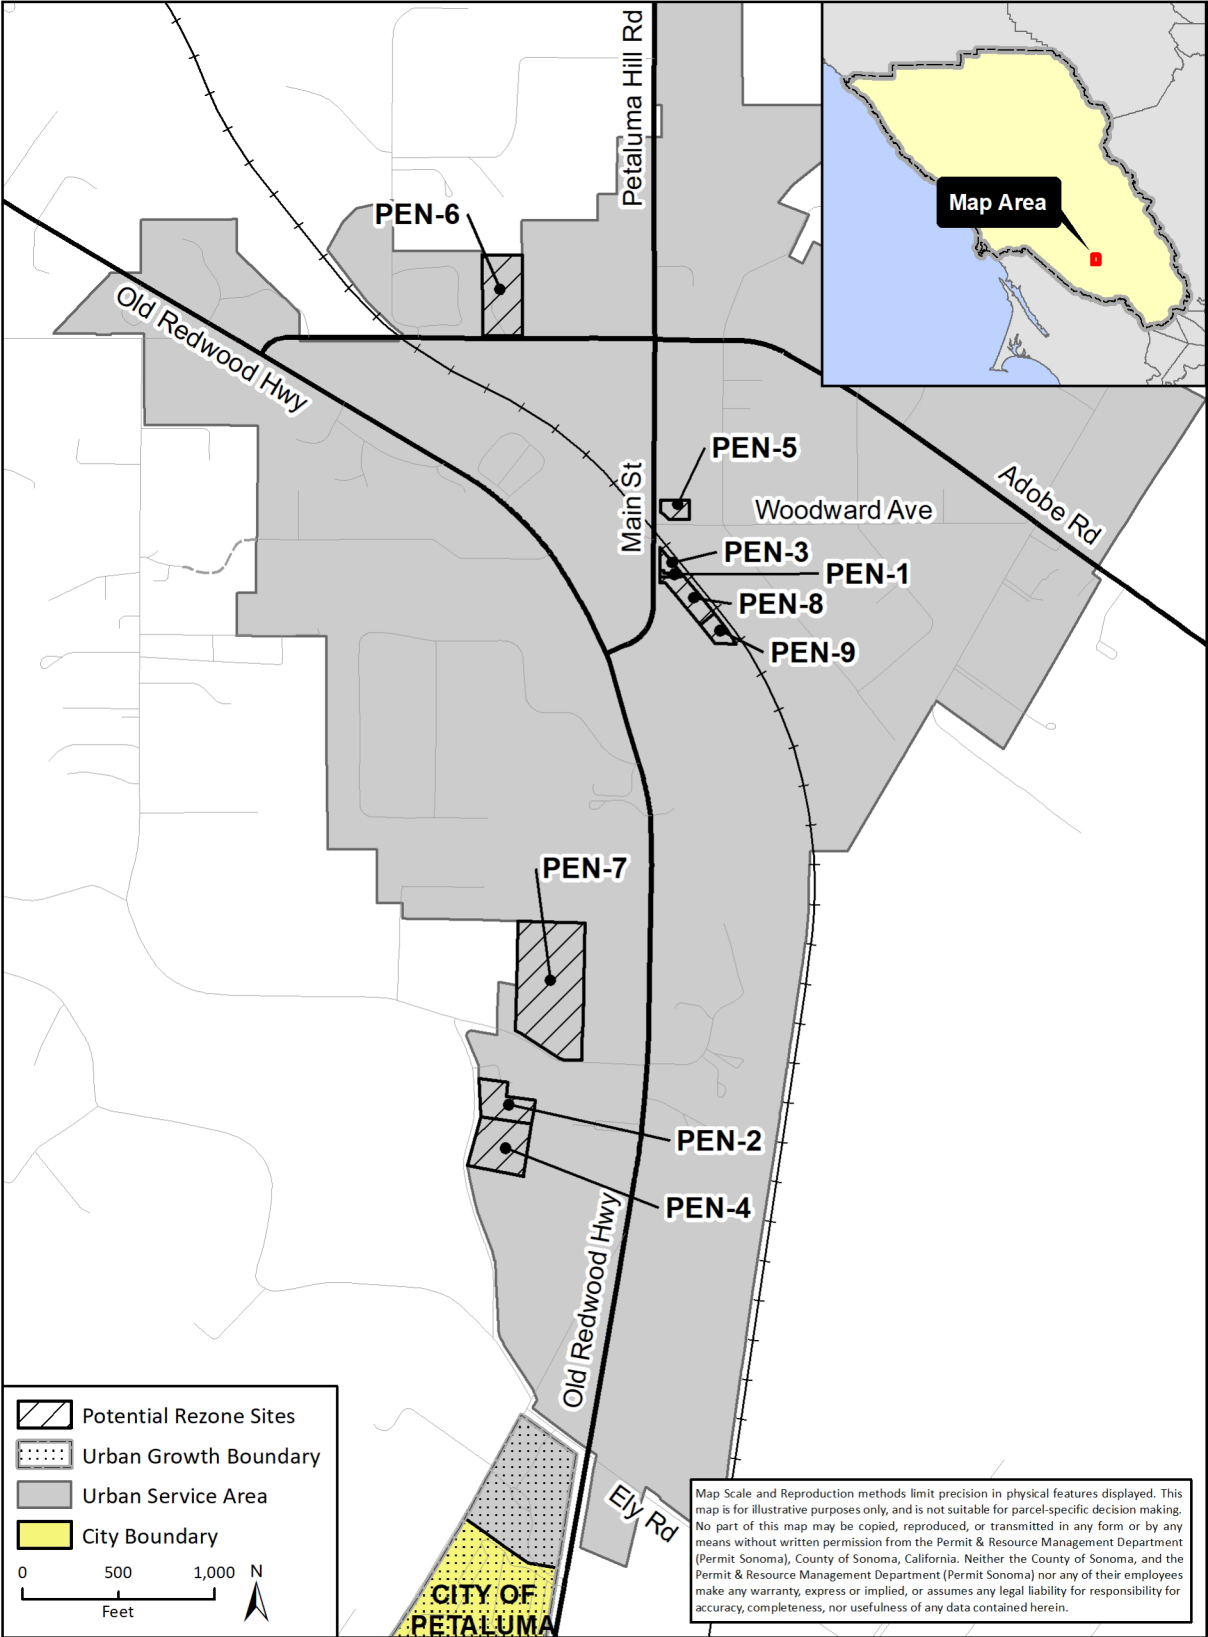 Petaluma Hill Rd
Map Area
PEN-6
Old Redwood Hwy
PEN-5
Main St
Woodward Ave
Adobe Rd
PEN-3
PEN-1
PEN-8
PEN-9
PEN-7
PEN-2
PEN-4
Old Redwood Hwy
Ely Rd
Potential Rezone Sites
Urban Growth Boundary
Urban Service Area
City Boundary
0 500 1,000 N
Feet
CITY OF
PETALUMA
Map Scale and Reproduction methods limit precision in physical features displayed. This
map is for illustrative purposes only, and is not suitable for parcel-specific decision making.
No part of this map may be copied, reproduced, or transmitted in any form or by any
means without written permission from the Permit & Resource Management Department
(Permit Sonoma), County of Sonoma, California. Neither the County of Sonoma, and the
Permit & Resource Management Department (Permit Sonoma) nor any of their employees
make any warranty, express or implied, or assumes any legal liability for responsibility for
accuracy, completeness, nor usefulness of any data contained herein.